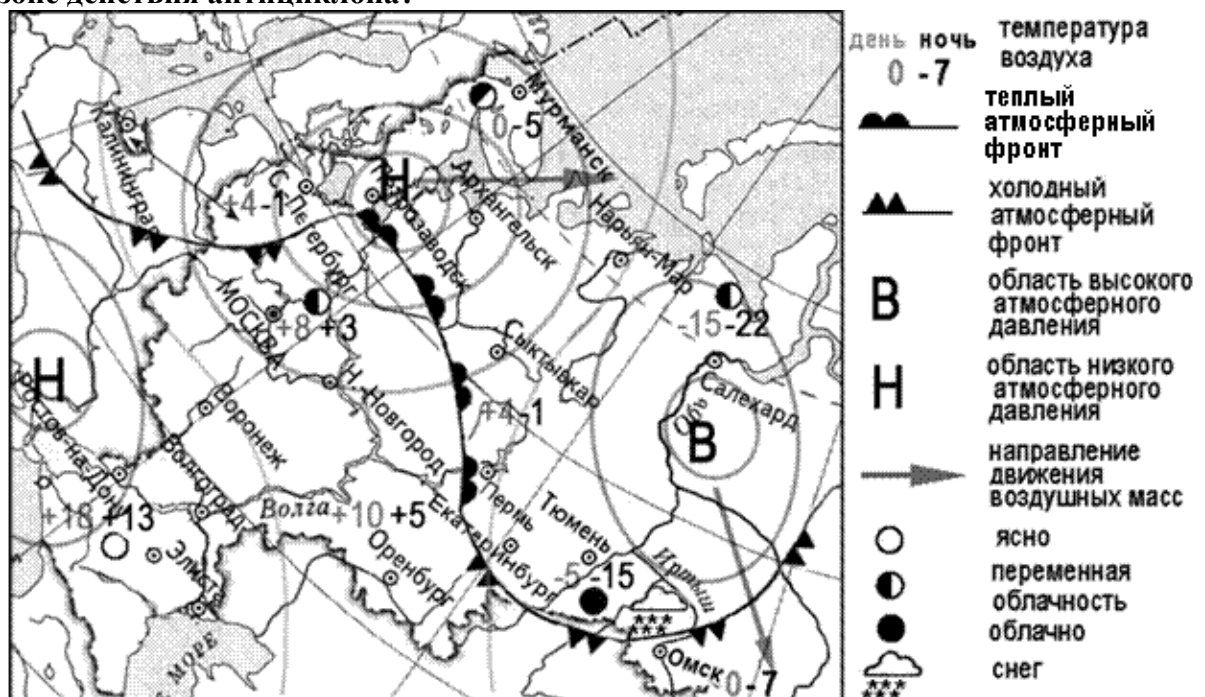 зоне действия антициклона?
Мурманск
0 -5
Калининград
Н
+4 -1
С.-Петербург
Петрозаводск
Архангельск
Нарьян-Мар
МОСКВА
+8 +3
-15 -22
Сыктывкар
Салехард
Обь
В
Н
+4 -1
Н. Новгород
Воронеж
Ростов-на-Дону
Волгоград
Волга
+10 +5
Пермь
Екатеринбург
Тюмень
-5 -15
Иртыш
+18 +13
Элиста
Оренбург
МОРЕ
Омск
0 -7
день ночь
0 -7
температура
воздуха
теплый
атмосферный
фронт
холодный
атмосферный
фронт
В
область высокого
атмосферного
давления
Н
область низкого
атмосферного
давления
направление
движения
воздушных масс
ясно
переменная
облачность
облачно
снег